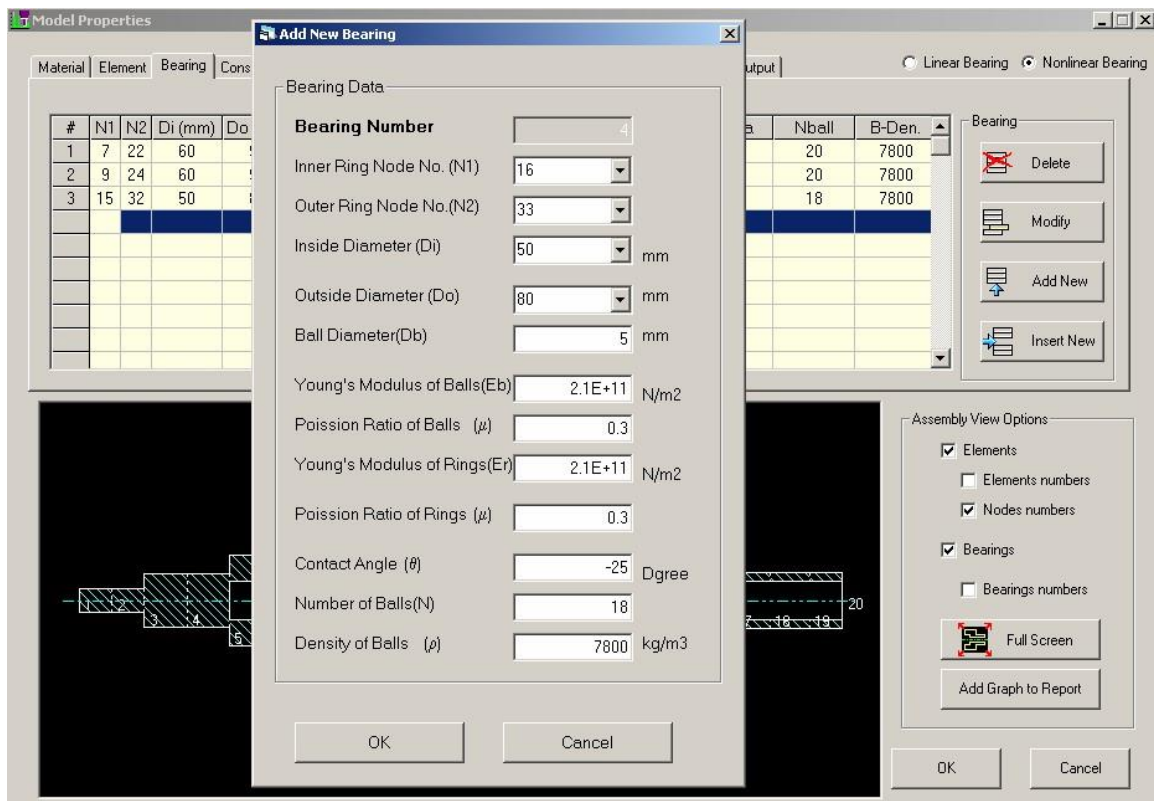 Model Properties
Add New Bearing
Material Element Bearing Cons
utput
Linear Bearing Nonlinear Bearing
# N1 N2 Di (mm) Do
Nball B-Den.
1 7 22 60
20 7800
2 9 24 60
20 7800
3 15 32 50
18 7800
Bearing
Delete
Modify
Add New
Insert New
Bearing Data
Bearing Number 4
Inner Ring Node No. (N1) 16
Outer Ring Node No.(N2) 33
Inside Diameter (Di) 50 mm
Outside Diameter (Do) 80 mm
Ball Diameter(Db) 5 mm
Young's Modulus of Balls(Eb) 2.1E+11 N/m2
Poission Ratio of Balls (μ) 0.3
Young's Modulus of Rings(Er) 2.1E+11 N/m2
Poission Ratio of Rings (μ) 0.3
Contact Angle (θ) -25 Dgree
Number of Balls(N) 18
Density of Balls (ρ) 7800 kg/m3
OK Cancel
1 2 3 4 5
18 19 20
Assembly View Options
Elements
Elements numbers
Nodes numbers
Bearings
Bearings numbers
Full Screen
Add Graph to Report
OK Cancel